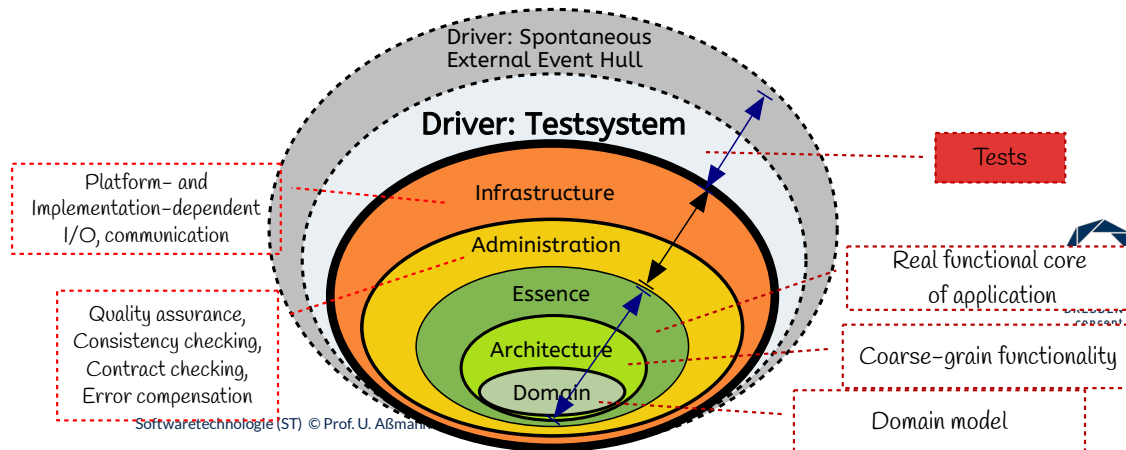 Driver: Spontaneous
External Event Hull
Driver: Testsystem
Tests
Platform- and
Implementation-dependent
I/O, communication
Infrastructure
Administration
Real functional core
of application
Essence
Quality assurance,
Consistency checking,
Contract checking,
Error compensation
Architecture
Coarse-grain functionality
Domain
Domain model
Softwaretechnologie (ST) © Prof. U. Aßmann